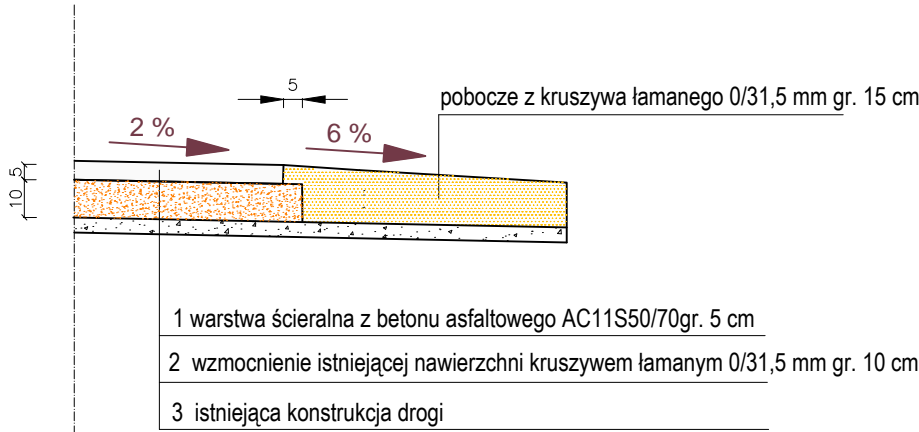 5
pobocze z kruszywa łamanego 0/31,5 mm gr. 15 cm
2 %
6 %
5
10
1 warstwa ścieralna z betonu asfaltowego AC11S50/70gr. 5 cm
2 wzmocnienie istniejącej nawierzchni kruszywem łamanym 0/31,5 mm gr. 10 cm
3 istniejąca konstrukcja drogi